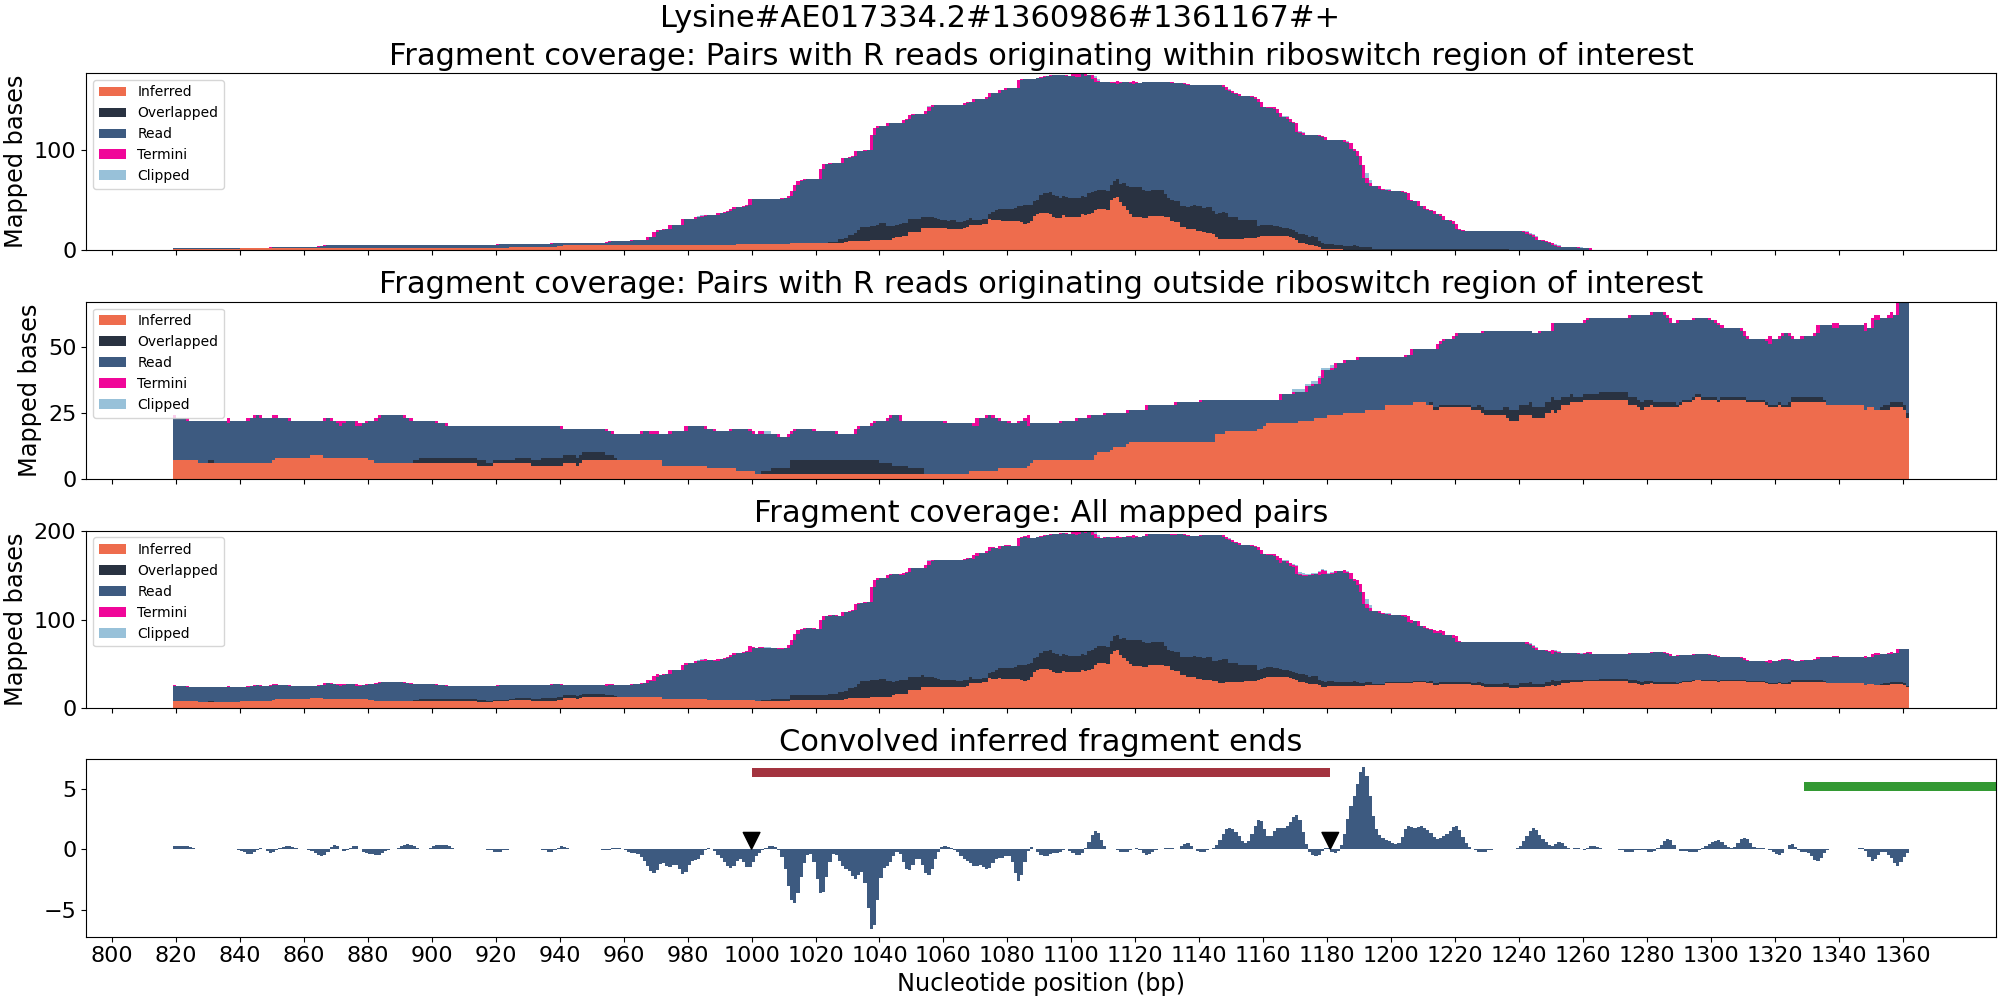 Lysine#AE017334.2#1360986#1361167#+
Fragment coverage: Pairs with R reads originating within riboswitch region of interest
Mapped bases
100
0
Inferred
Overlapped
Read
Termini
Clipped
Fragment coverage: Pairs with R reads originating outside riboswitch region of interest
Mapped bases
50
25
0
Inferred
Overlapped
Read
Termini
Clipped
Fragment coverage: All mapped pairs
Mapped bases
200
100
0
Inferred
Overlapped
Read
Termini
Clipped
Convolved inferred fragment ends
5
0
−5
800 820 840 860 880 900 920 940 960 980 1000 1020 1040 1060 1080 1100 1120 1140 1160 1180 1200 1220 1240 1260 1280 1300 1320 1340 1360
Nucleotide position (bp)